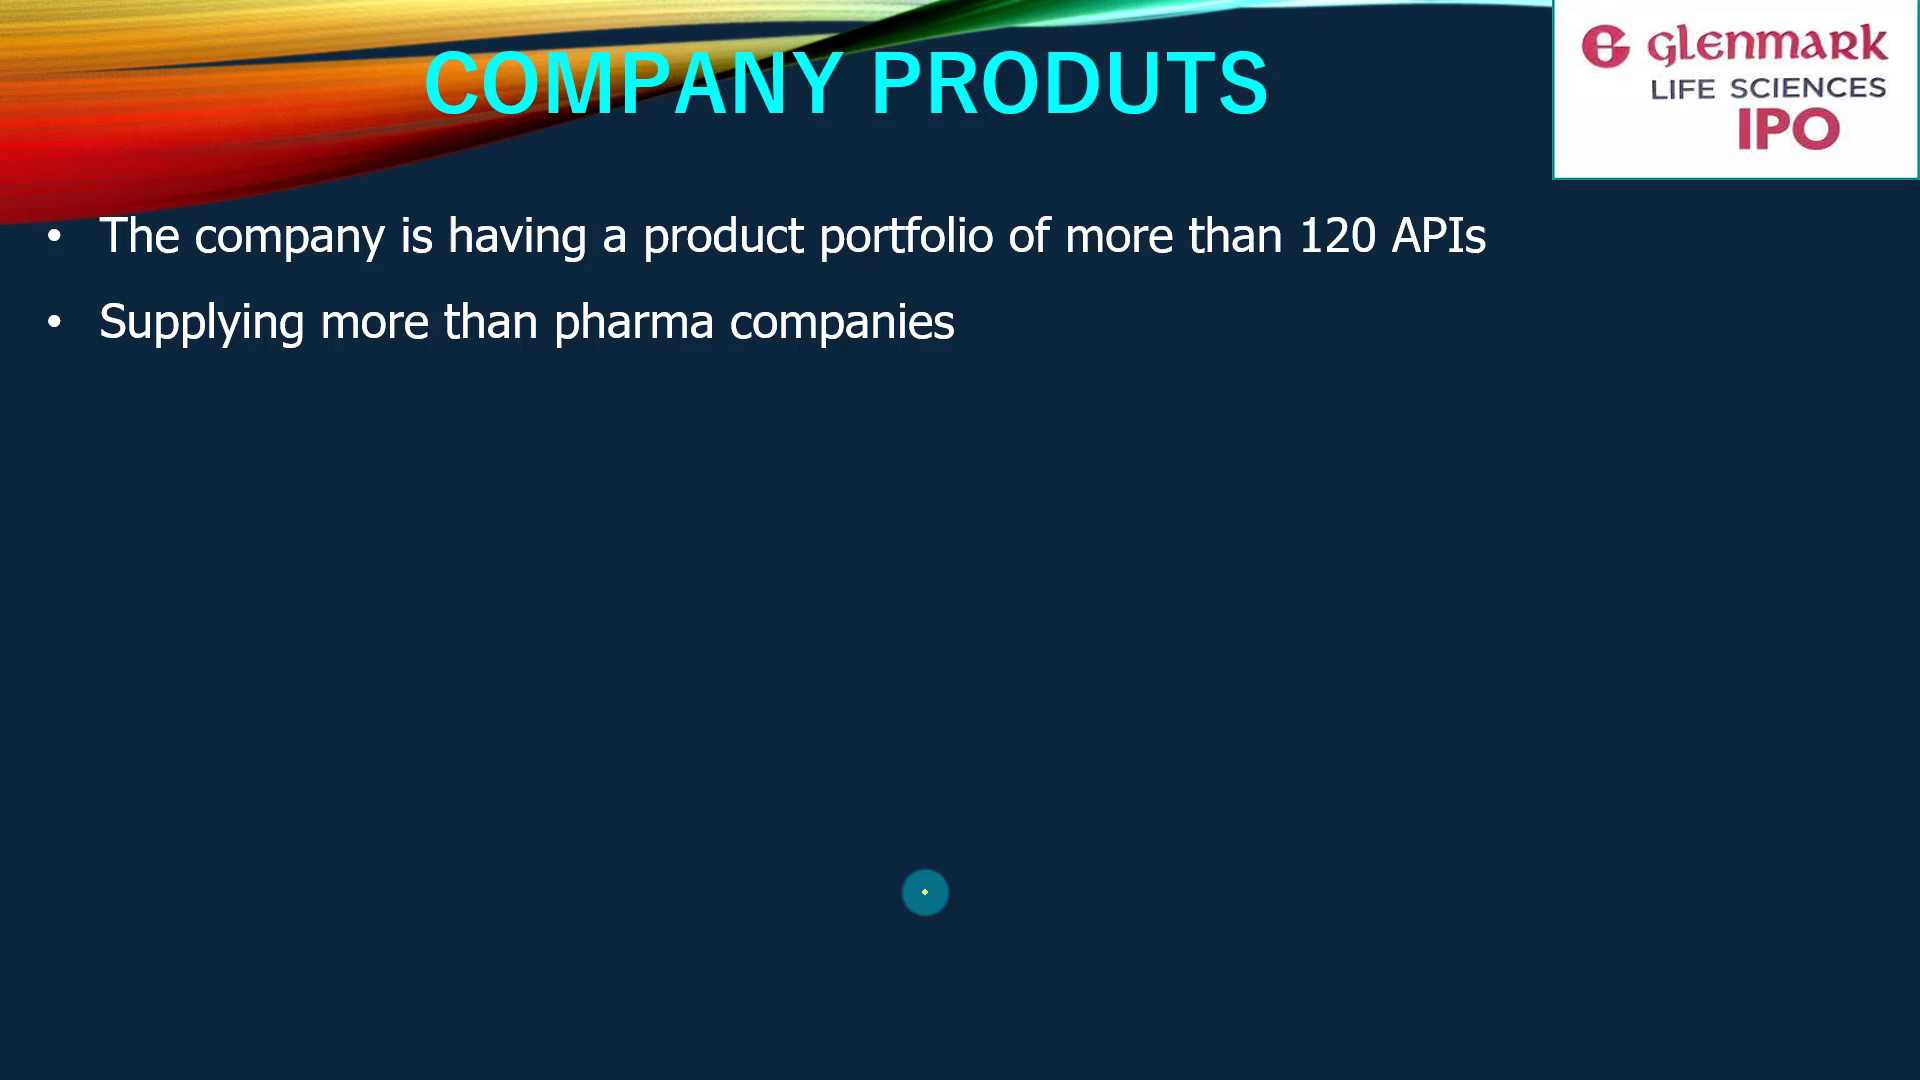 COMPANY PRODUTS
glenmark
LIFE SCIENCES
IPO
• The company is having a product portfolio of more than 120 APIs
• Supplying more than pharma companies